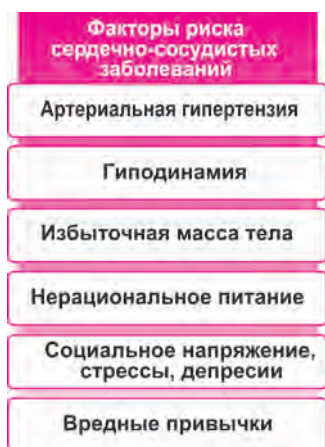 Факторы риска
сердечно-сосудистых
заболеваний
Артериальная гипертензия
Гиподинамия
Избыточная масса тела
Нерациональное питание
Социальное напряжение,
стрессы, депресии
Вредные привычки